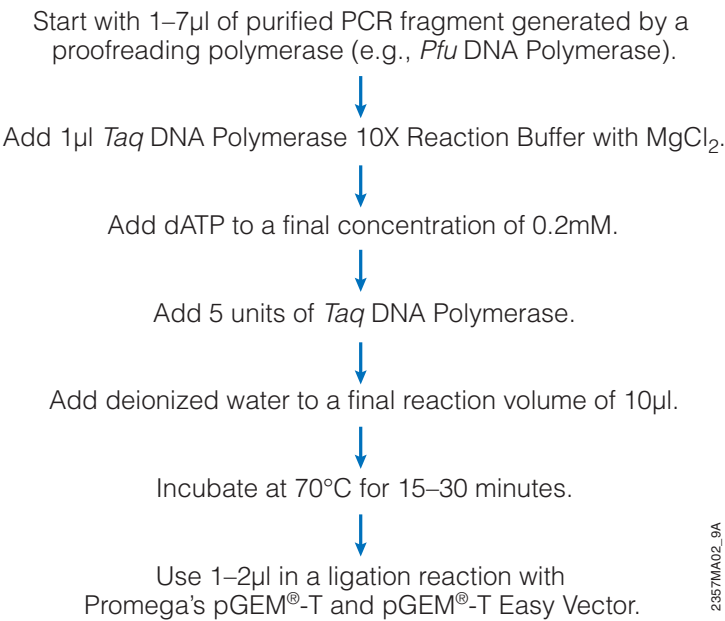 Start with 1–7µl of purified PCR fragment generated by a
proofreading polymerase (e.g., Pfu DNA Polymerase).
Add 1µl Taq DNA Polymerase 10X Reaction Buffer with MgCl₂.
Add dATP to a final concentration of 0.2mM.
Add 5 units of Taq DNA Polymerase.
Add deionized water to a final reaction volume of 10µl.
Incubate at 70°C for 15–30 minutes.
Use 1–2µl in a ligation reaction with
Promega's pGEM®-T and pGEM®-T Easy Vector.
2357MA02_9A